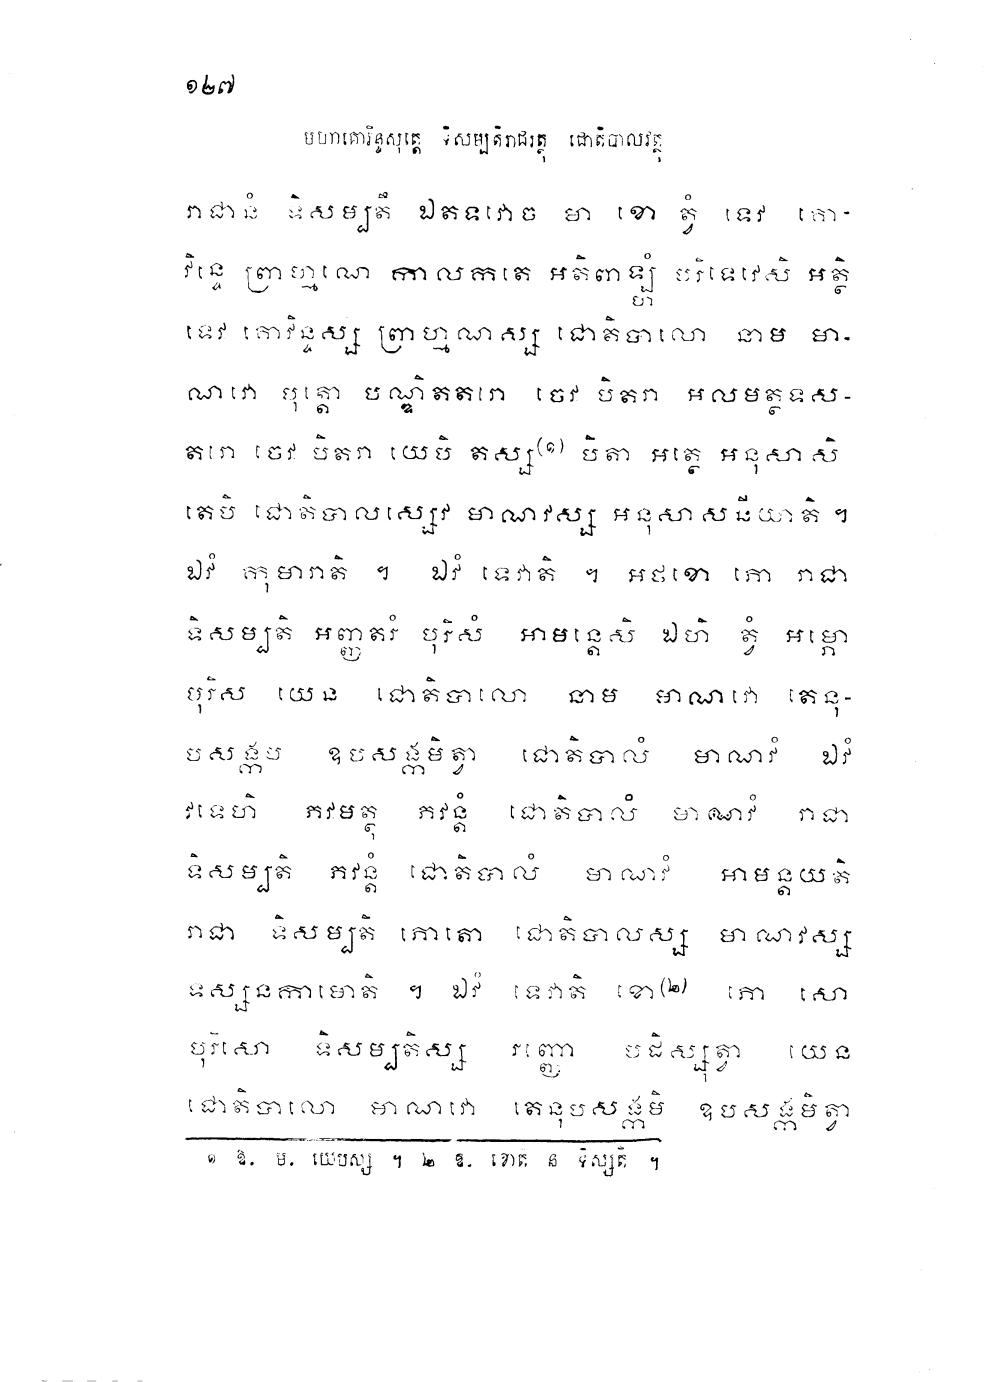 ១២៧
មហាគោវិន្ទសុត្តេ ទិសម្បតិរាជវត្ថុ ជោតិបាលវត្ថុ
រាជានំ ទិសម្បតឹ ឯតទវោច មា ខោ ត្វំ ទេវ គោ-
វិន្ទេ ព្រាហ្មណេ កាលកតេ អតិពាឡ្ហំ បរិទេវេសិ អត្ថិ
ទេវ គោវិន្ទស្ស ព្រាហ្មណស្ស ជោតិបាលោ នាម មា-
ណវោ បុត្តោ បណ្ឌិតតរោ ចេវ បិតរា អលមត្ថទស-
តរោ ចេវ បិតរា យេបិ តស្ស(១) បិតា អត្ថេ អនុសាសិ
តេបិ ជោតិបាលស្សេវ មាណវស្ស អនុសាសនីយាតិ ។
ឯវំ កុមារាតិ ។ ឯវំ ទេវាតិ ។ អថខោ ភោ រាជា
ទិសម្បតិ អញ្ញតរំ បុរិសំ អាមន្តេសិ ឯហិ ត្វំ អម្ភោ
បុរិស យេន ជោតិបាលោ នាម មាណវោ តេនុ-
បសង្កម ឧបសង្កមិត្វា ជោតិបាលំ មាណវំ ឯវំ
វទេហិ ភវមត្ថុ ភវន្តំ ជោតិបាលំ មាណវំ រាជា
ទិសម្បតិ ភវន្តំ ជោតិបាលំ មាណវំ អាមន្តយតិ
រាជា ទិសម្បតិ ភោតោ ជោតិបាលស្ស មាណវស្ស
ទស្សនកាមោតិ ។ ឯវំ ទេវាតិ ខោ(២) ភោ សោ
បុរិសោ ទិសម្បតិស្ស រញ្ញោ បដិស្សុត្វា យេន
ជោតិបាលោ មាណវោ តេនុបសង្កមិ ឧបសង្កមិត្វា
១ ឱ. ម. យេបស្ស ។ ២ ឱ. ខោតិ ន ទិស្សតិ ។